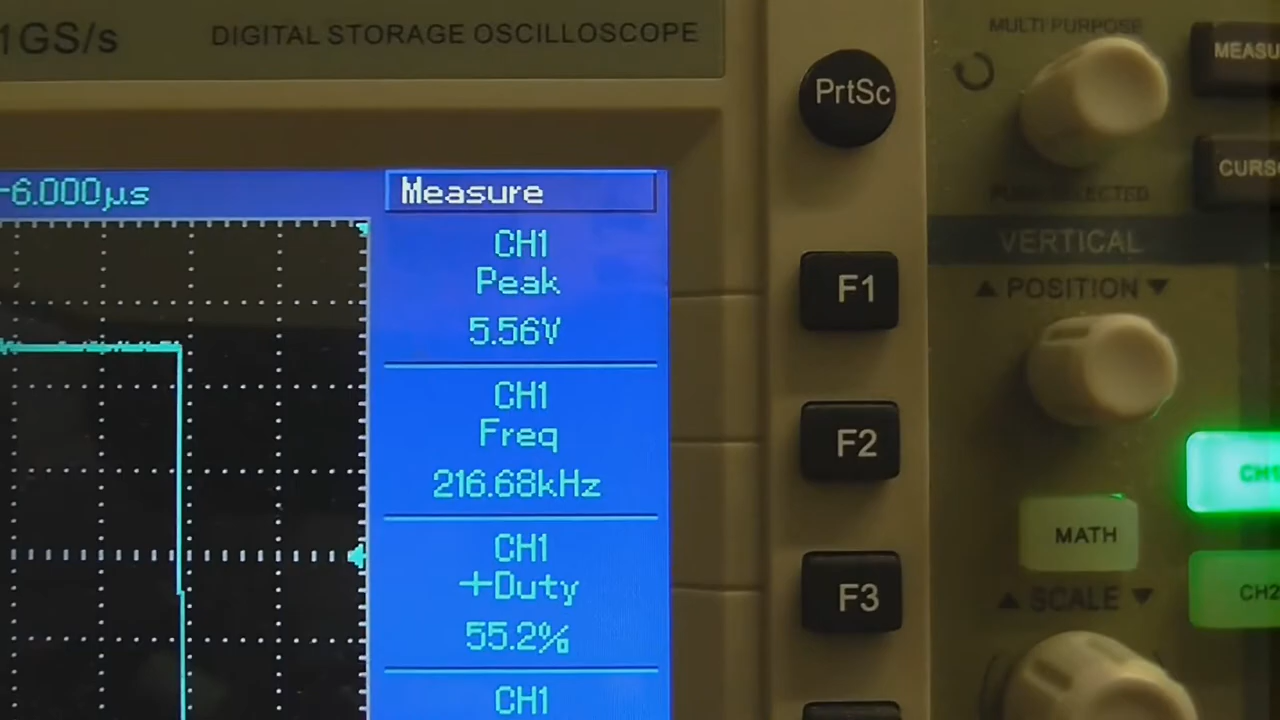 1GS/s
DIGITAL STORAGE OSCILLOSCOPE
-6.000µs
Measure
CH1
Peak
5.56V
CH1
Freq
216.68kHz
CH1
+Duty
55.2%
CH1
PrtSc
F1
F2
F3
MULTI PURPOSE
MEASU
CURS
VERTICAL
▲ POSITION ▼
CH1
MATH
CH2
▲ SCALE ▼